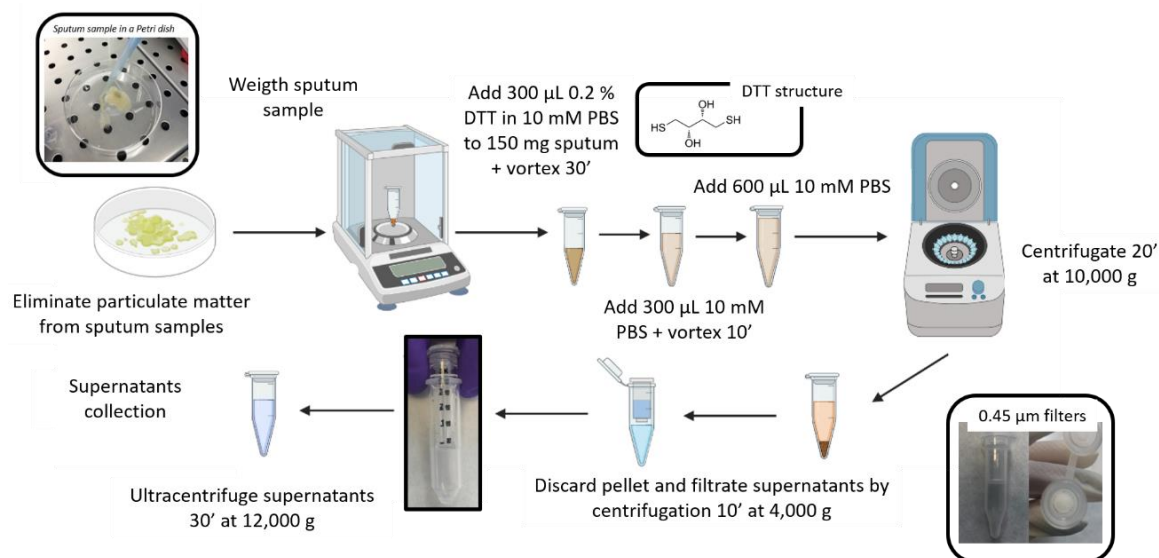 Sputum sample in a Petri dish
Weigth sputum
sample
Add 300 µL 0.2 %
DTT in 10 mM PBS
to 150 mg sputum
+ vortex 30’
DTT structure
OH
HS
SH
OH
Add 600 µL 10 mM PBS
Eliminate particulate matter
from sputum samples
Add 300 µL 10 mM
PBS + vortex 10’
Centrifugate 20’
at 10,000 g
Supernatants
collection
Ultracentrifuge supernatants
30’ at 12,000 g
Discard pellet and filtrate supernatants by
centrifugation 10’ at 4,000 g
0.45 µm filters